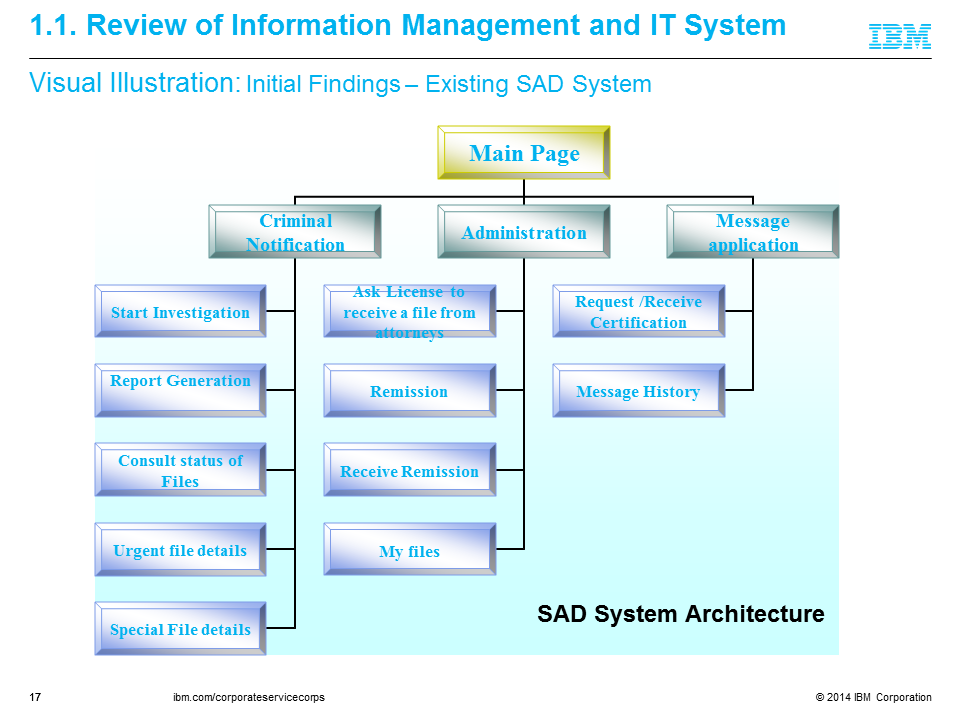 1.1. Review of Information Management and IT System
IBM
Visual Illustration: Initial Findings – Existing SAD System
Main Page
Criminal
Notification
Administration
Message
application
Start Investigation
Ask License to
receive a file from
attorneys
Request /Receive
Certification
Report Generation
Remission
Message History
Consult status of
Files
Receive Remission
Urgent file details
My files
Special File details
SAD System Architecture
17
ibm.com/corporateservicecorps
© 2014 IBM Corporation